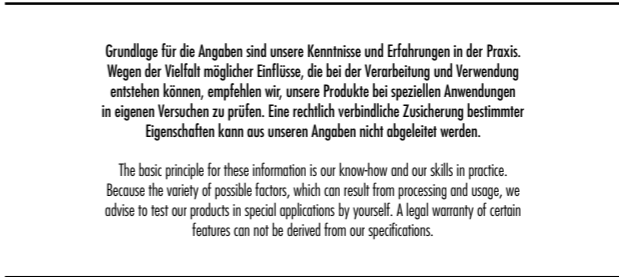 Grundlage für die Angaben sind unsere Kenntnisse und Erfahrungen in der Praxis.
Wegen der Vielfalt möglicher Einflüsse, die bei der Verarbeitung und Verwendung
entstehen können, empfehlen wir, unsere Produkte bei speziellen Anwendungen
in eigenen Versuchen zu prüfen. Eine rechtlich verbindliche Zusicherung bestimmter
Eigenschaften kann aus unseren Angaben nicht abgeleitet werden.
The basic principle for these information is our know-how and our skills in practice.
Because the variety of possible factors, which can result from processing and usage, we
advise to test our products in special applications by yourself. A legal warranty of certain
features can not be derived from our specifications.